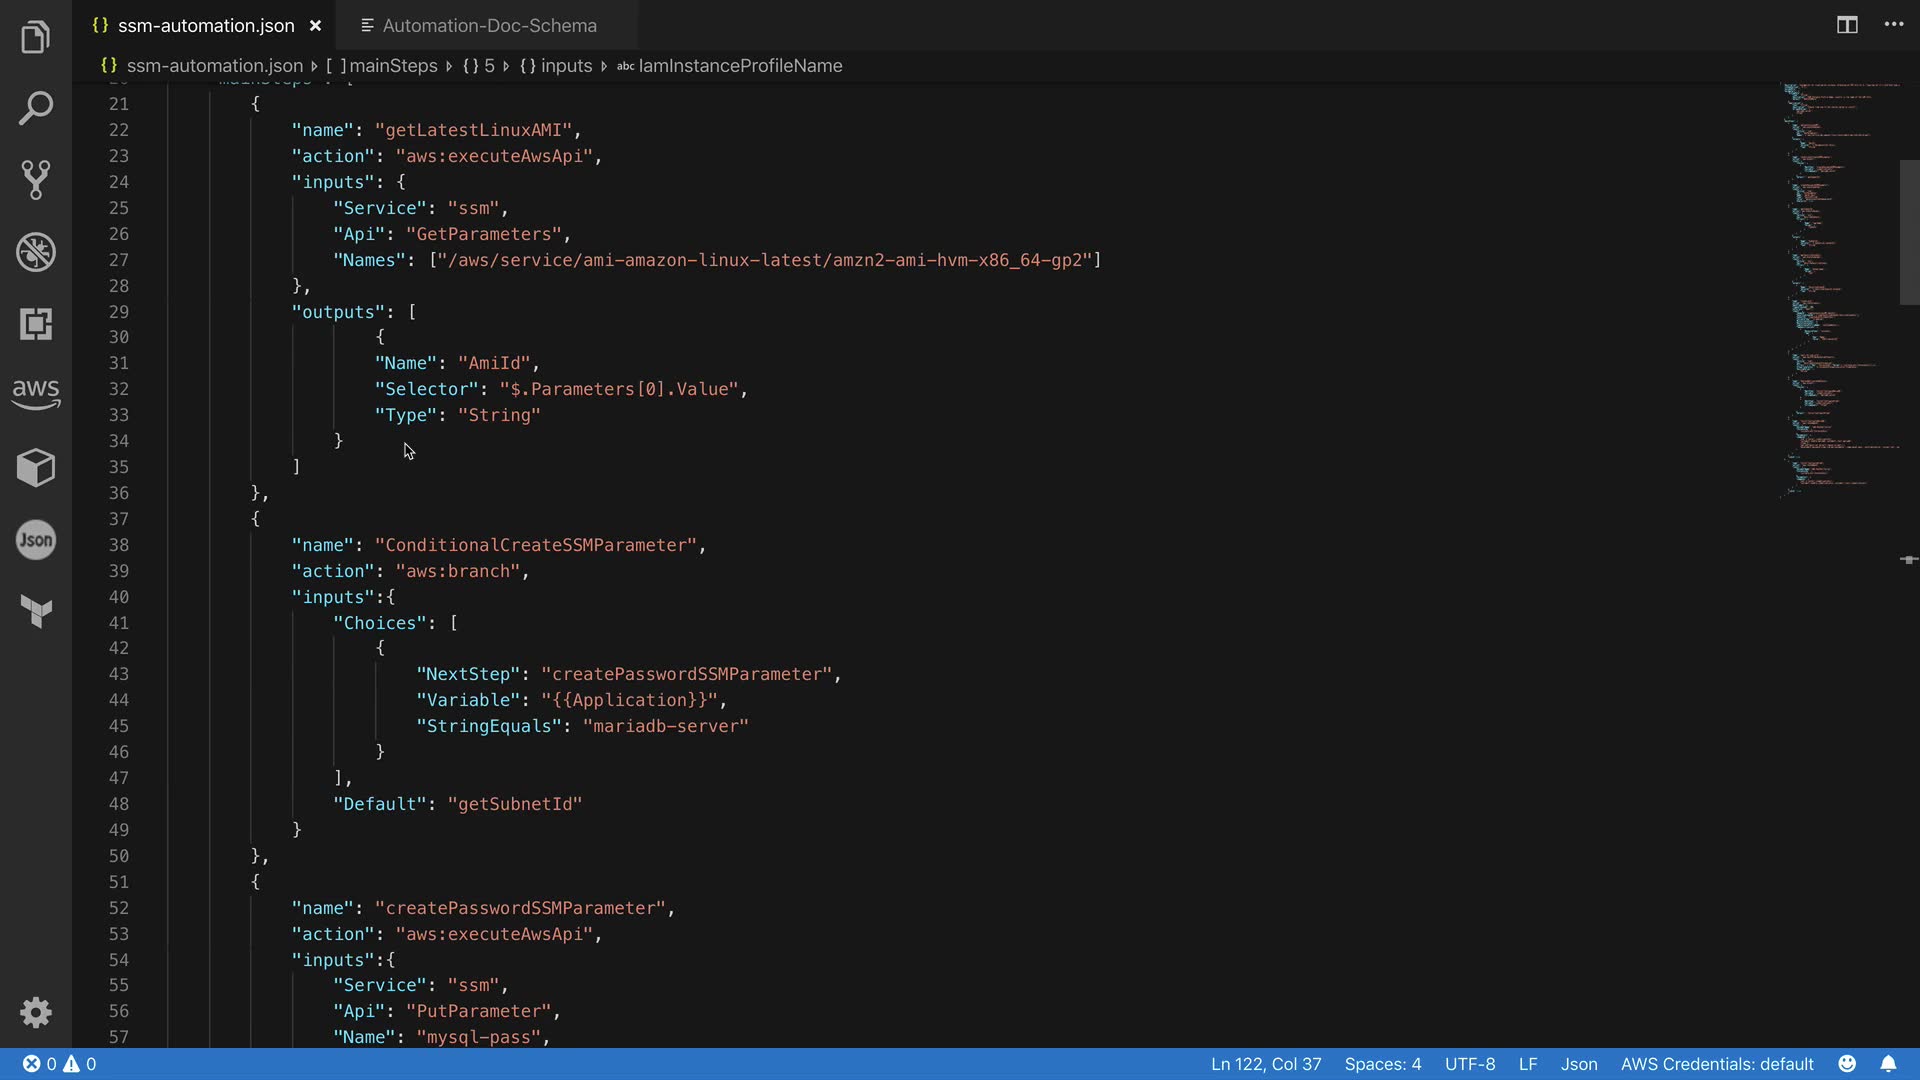 ssm-automation.json
Automation-Doc-Schema
ssm-automation.json [ ]mainSteps {} 5 {} inputs abc IamInstanceProfileName
21 {
22 "name": "getLatestLinuxAMI",
23 "action": "aws:executeAwsApi",
24 "inputs": {
25 "Service": "ssm",
26 "Api": "GetParameters",
27 "Names": ["/aws/service/ami-amazon-linux-latest/amzn2-ami-hvm-x86_64-gp2"]
28 },
29 "outputs": [
30 {
31 "Name": "AmiId",
32 "Selector": "$.Parameters[0].Value",
33 "Type": "String"
34 }
35 ]
36 },
37 {
38 "name": "ConditionalCreateSSMParameter",
39 "action": "aws:branch",
40 "inputs":{
41 "Choices": [
42 {
43 "NextStep": "createPasswordSSMParameter",
44 "Variable": "{{Application}}",
45 "StringEquals": "mariadb-server"
46 }
47 ],
48 "Default": "getSubnetId"
49 }
50 },
51 {
52 "name": "createPasswordSSMParameter",
53 "action": "aws:executeAwsApi",
54 "inputs":{
55 "Service": "ssm",
56 "Api": "PutParameter",
57 "Name": "mysql-pass",
aws
Json
0 0 Ln 122, Col 37 Spaces: 4 UTF-8 LF Json AWS Credentials: default